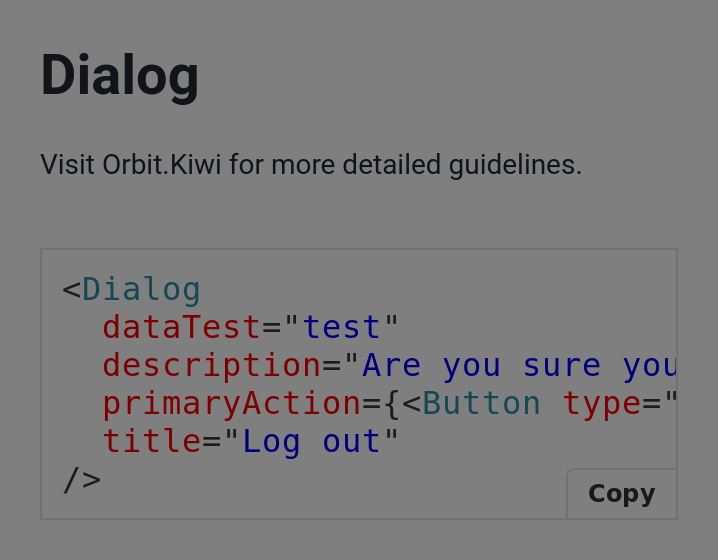 Dialog
Visit Orbit.Kiwi for more detailed guidelines.
<Dialog
  dataTest="test"
  description="Are you sure you
  primaryAction={<Button type="
  title="Log out"
/>
Copy